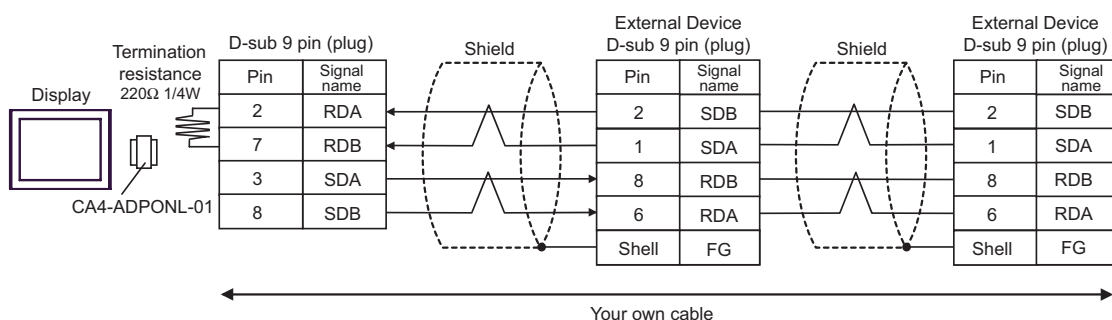 Display
CA4-ADPONL-01
Termination
resistance
220Ω 1/4W
D-sub 9 pin (plug)
Pin Signal name
2 RDA
7 RDB
3 SDA
8 SDB
Shield
External Device
D-sub 9 pin (plug)
Pin Signal name
2 SDB
1 SDA
8 RDB
6 RDA
Shell FG
Shield
External Device
D-sub 9 pin (plug)
Pin Signal name
2 SDB
1 SDA
8 RDB
6 RDA
Shell FG
Your own cable